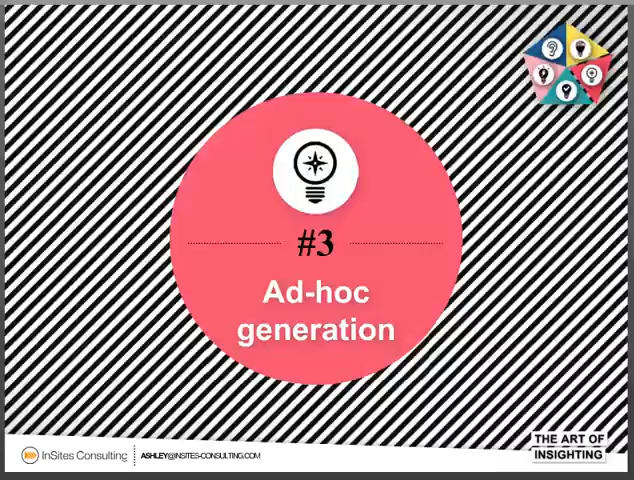 #3
Ad-hoc
generation
InSites Consulting
ASHLEY@INSITES-CONSULTING.COM
THE ART OF
INSIGHTING